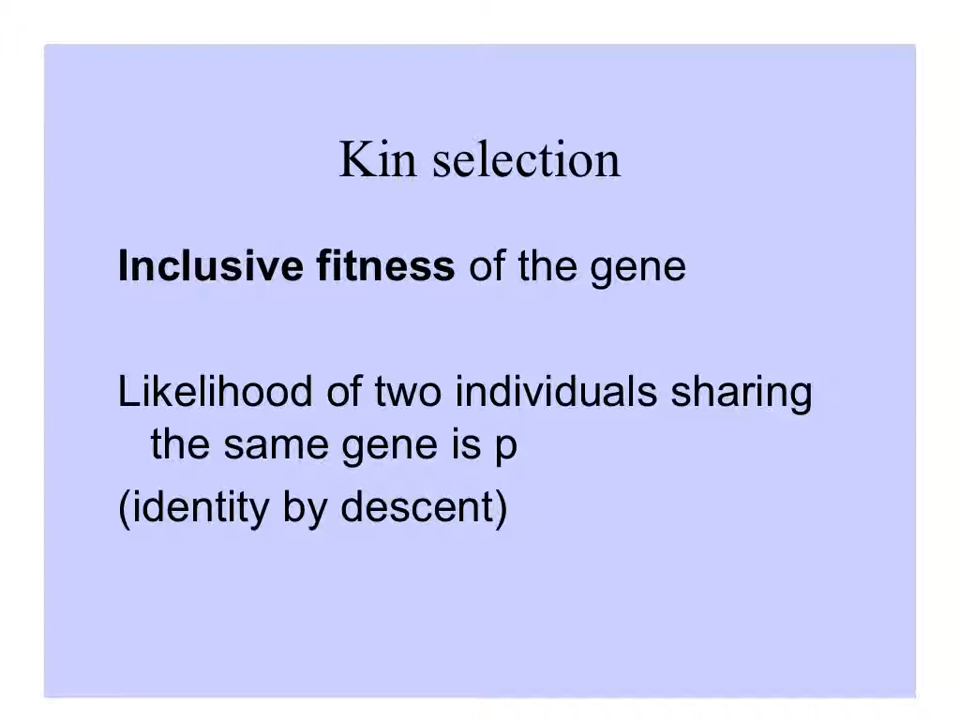 Kin selection
Inclusive fitness of the gene
Likelihood of two individuals sharing
the same gene is p
(identity by descent)